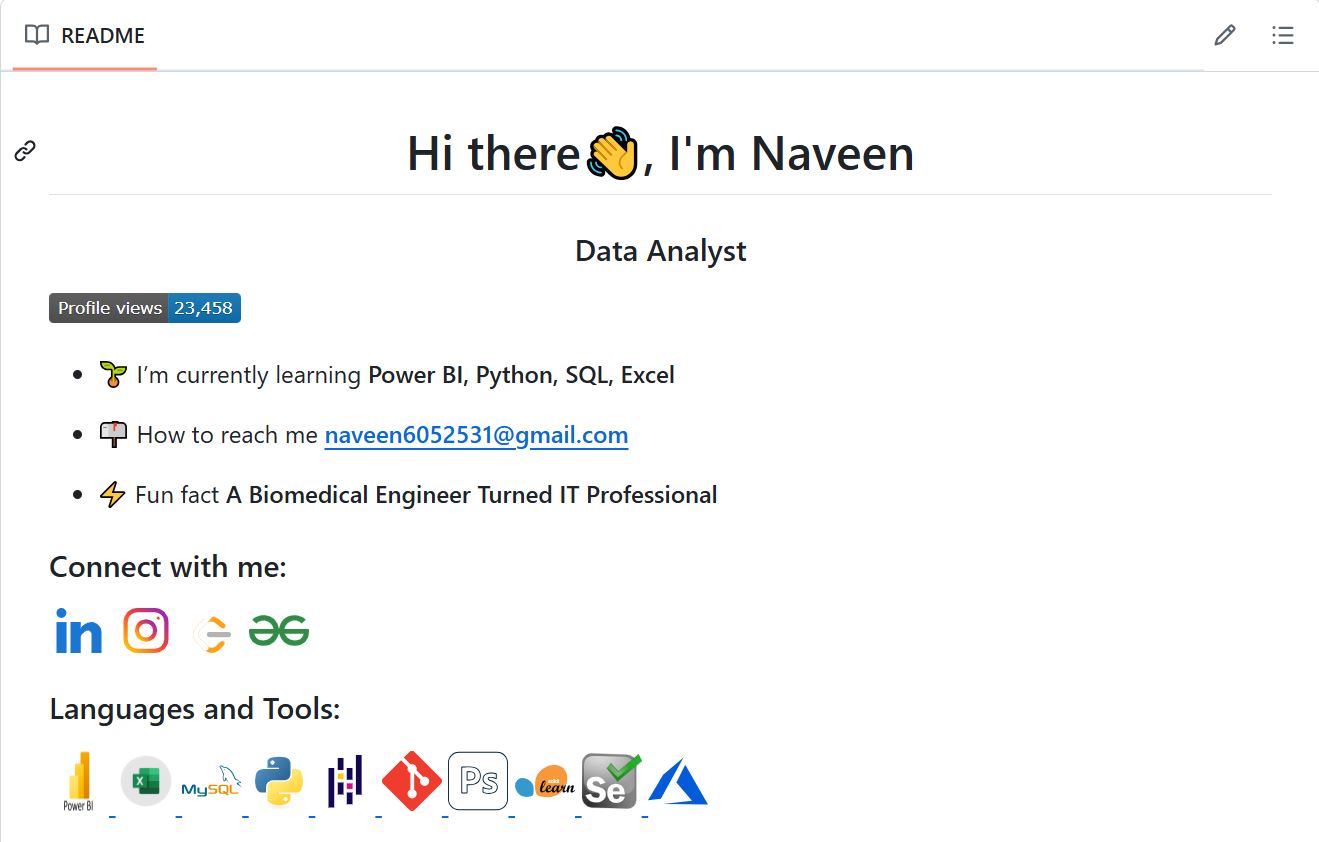 README
Hi there👋, I'm Naveen
Data Analyst
Profile views 23,458
🌱 I’m currently learning Power BI, Python, SQL, Excel
📫 How to reach me naveen6052531@gmail.com
⚡ Fun fact A Biomedical Engineer Turned IT Professional
Connect with me:
in
Languages and Tools:
Power BI X MySQL Ps scikit learn Se